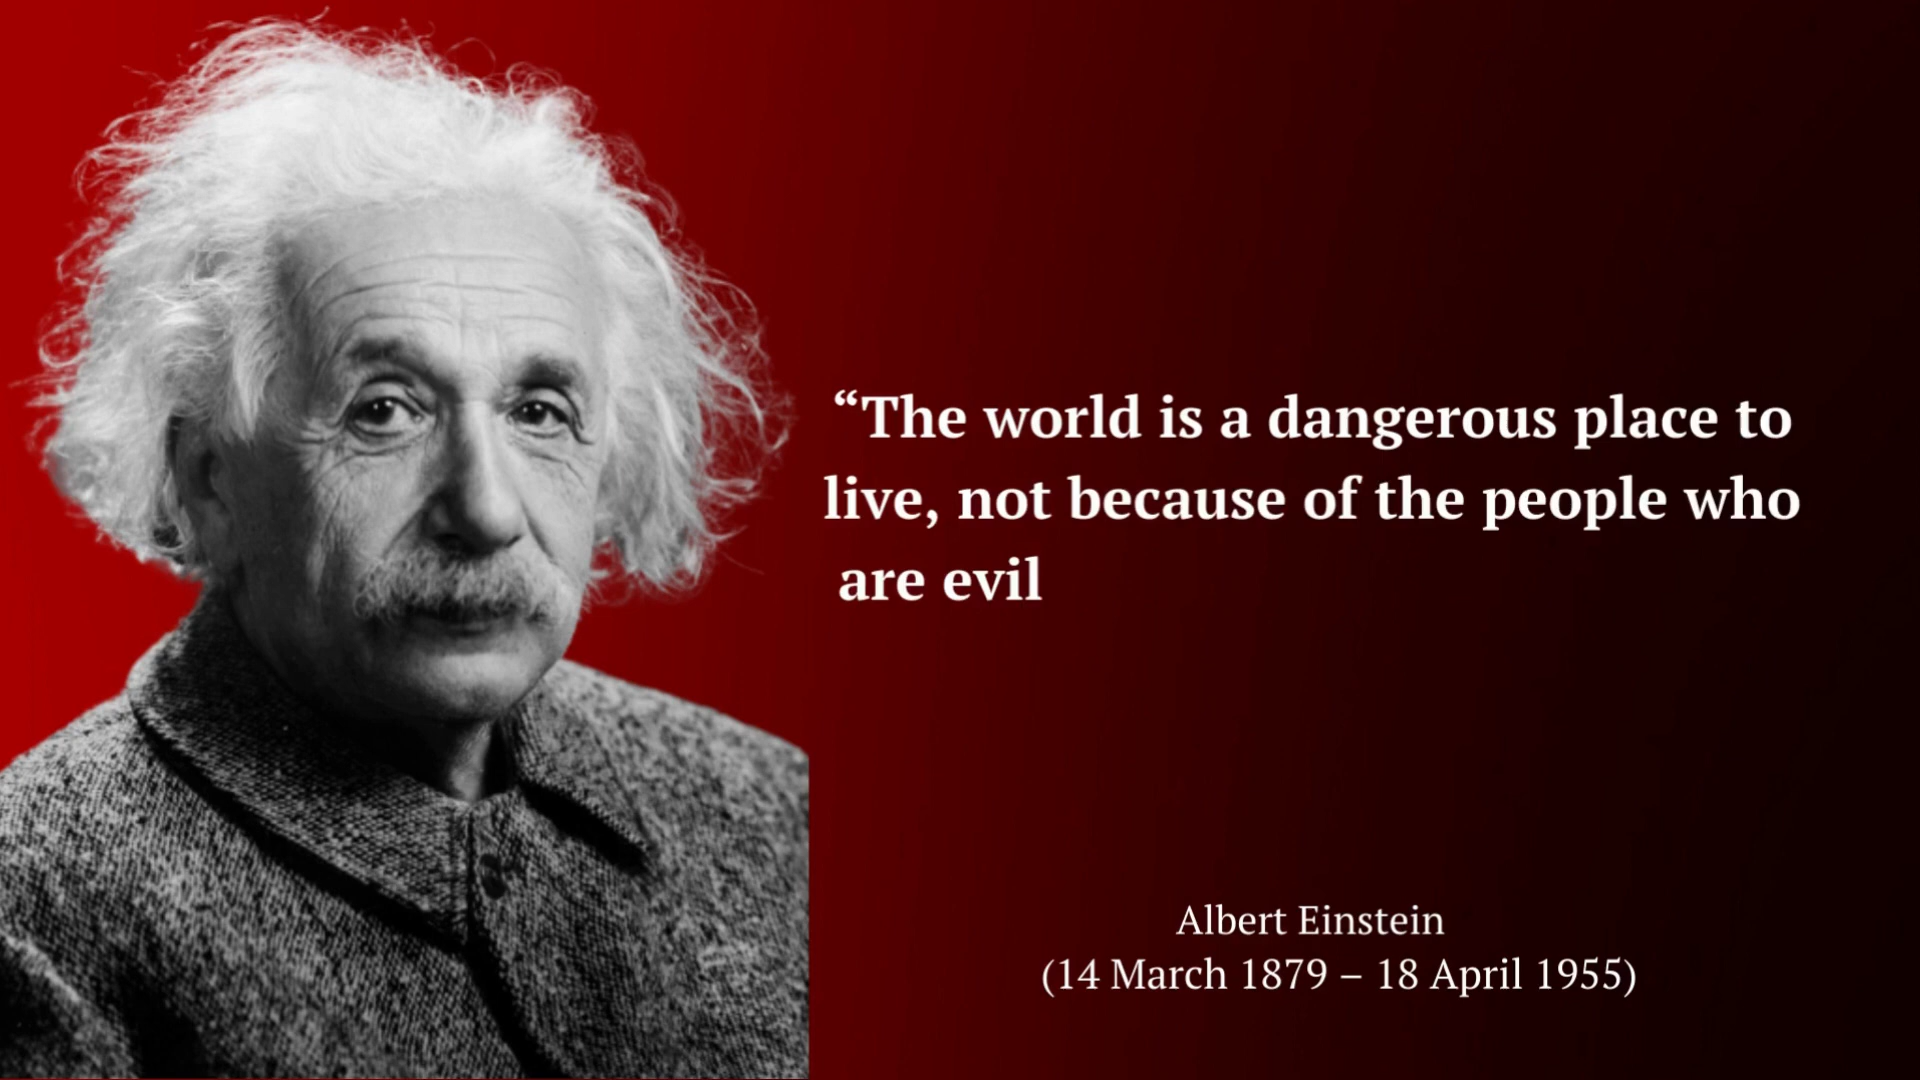 “The world is a dangerous place to
live, not because of the people who
are evil
Albert Einstein
(14 March 1879 – 18 April 1955)